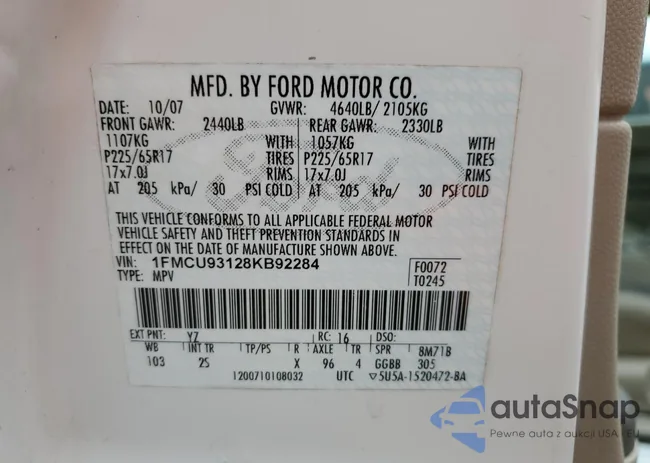 MFD. BY FORD MOTOR CO.
DATE: 10/07 GVWR: 4640LB/ 2105KG
FRONT GAWR: 2440LB REAR GAWR: 2330LB
1107KG WITH 1057KG WITH
P225/65R17 TIRES P225/65R17 TIRES
17x7.0J RIMS 17x7.0J RIMS
AT 205 kPa/ 30 PSI COLD AT 205 kPa/ 30 PSI COLD
THIS VEHICLE CONFORMS TO ALL APPLICABLE FEDERAL MOTOR
VEHICLE SAFETY AND THEFT PREVENTION STANDARDS IN
EFFECT ON THE DATE OF MANUFACTURE SHOWN ABOVE.
VIN: 1FMCU93128KB92284 F0072
TYPE: MPV T0245
EXT PNT: YZ RC: 16 DSO:
WB INT TR TP/PS R AXLE TR SPR 8M71B
103 2S X 96 4 GGBB 305
1200710108032 UTC ▽5U5A-1520472-BA
Ford
autaSnap
Pewne auta z aukcji USA - EU